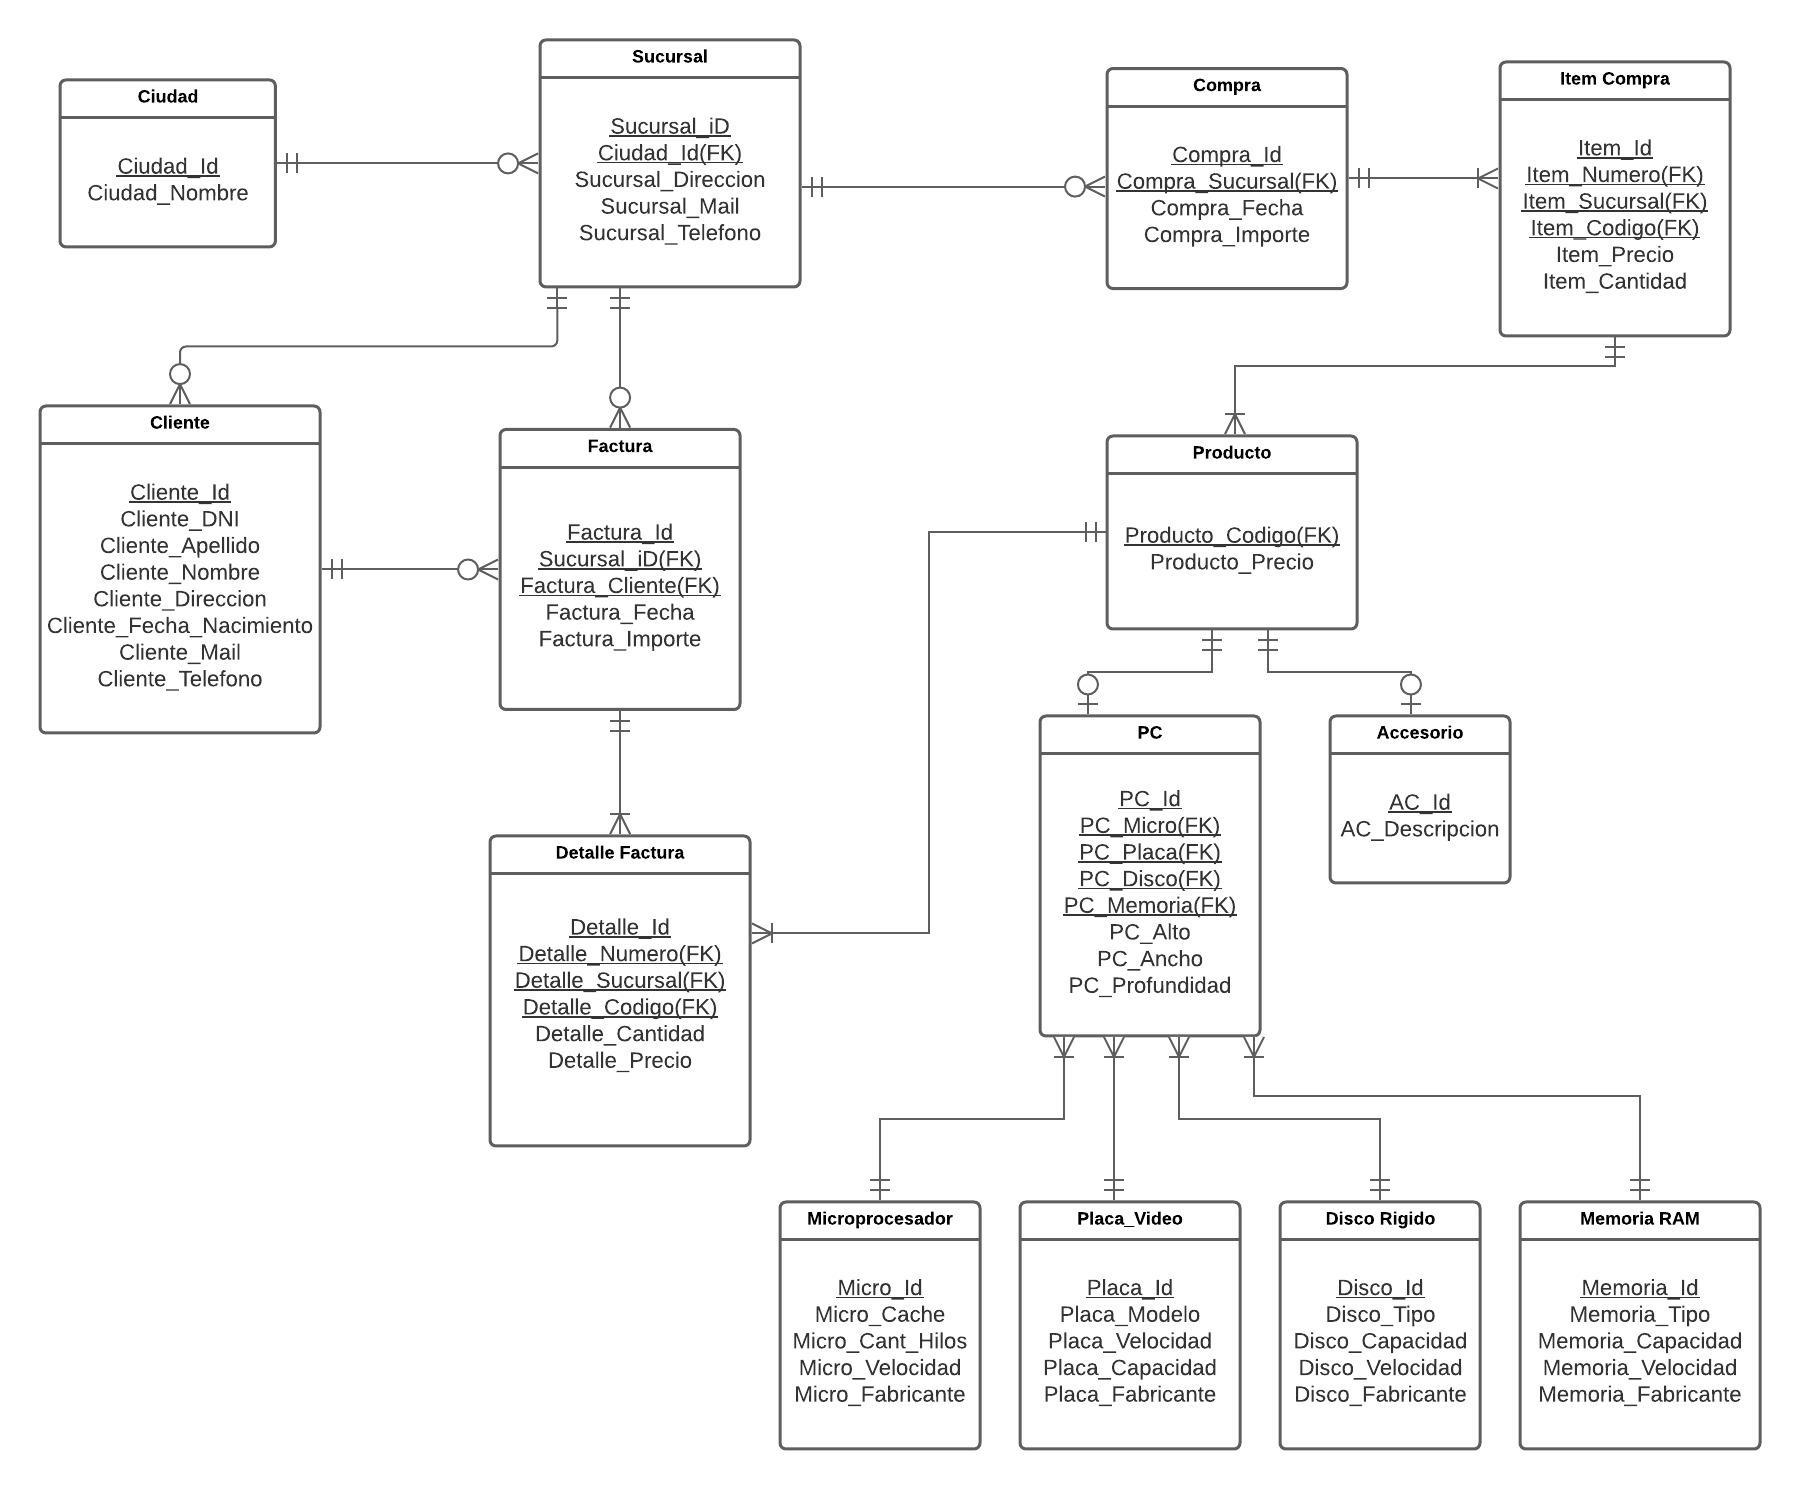 Ciudad
Ciudad_Id
Ciudad_Nombre
Sucursal
Sucursal_iD
Ciudad_Id(FK)
Sucursal_Direccion
Sucursal_Mail
Sucursal_Telefono
Compra
Compra_Id
Compra_Sucursal(FK)
Compra_Fecha
Compra_Importe
Item Compra
Item_Id
Item_Numero(FK)
Item_Sucursal(FK)
Item_Codigo(FK)
Item_Precio
Item_Cantidad
Cliente
Cliente_Id
Cliente_DNI
Cliente_Apellido
Cliente_Nombre
Cliente_Direccion
Cliente_Fecha_Nacimiento
Cliente_Mail
Cliente_Telefono
Factura
Factura_Id
Sucursal_iD(FK)
Factura_Cliente(FK)
Factura_Fecha
Factura_Importe
Producto
Producto_Codigo(FK)
Producto_Precio
PC
PC_Id
PC_Micro(FK)
PC_Placa(FK)
PC_Disco(FK)
PC_Memoria(FK)
PC_Alto
PC_Ancho
PC_Profundidad
Accesorio
AC_Id
AC_Descripcion
Detalle Factura
Detalle_Id
Detalle_Numero(FK)
Detalle_Sucursal(FK)
Detalle_Codigo(FK)
Detalle_Cantidad
Detalle_Precio
Microprocesador
Micro_Id
Micro_Cache
Micro_Cant_Hilos
Micro_Velocidad
Micro_Fabricante
Placa_Video
Placa_Id
Placa_Modelo
Placa_Velocidad
Placa_Capacidad
Placa_Fabricante
Disco Rigido
Disco_Id
Disco_Tipo
Disco_Capacidad
Disco_Velocidad
Disco_Fabricante
Memoria RAM
Memoria_Id
Memoria_Tipo
Memoria_Capacidad
Memoria_Velocidad
Memoria_Fabricante